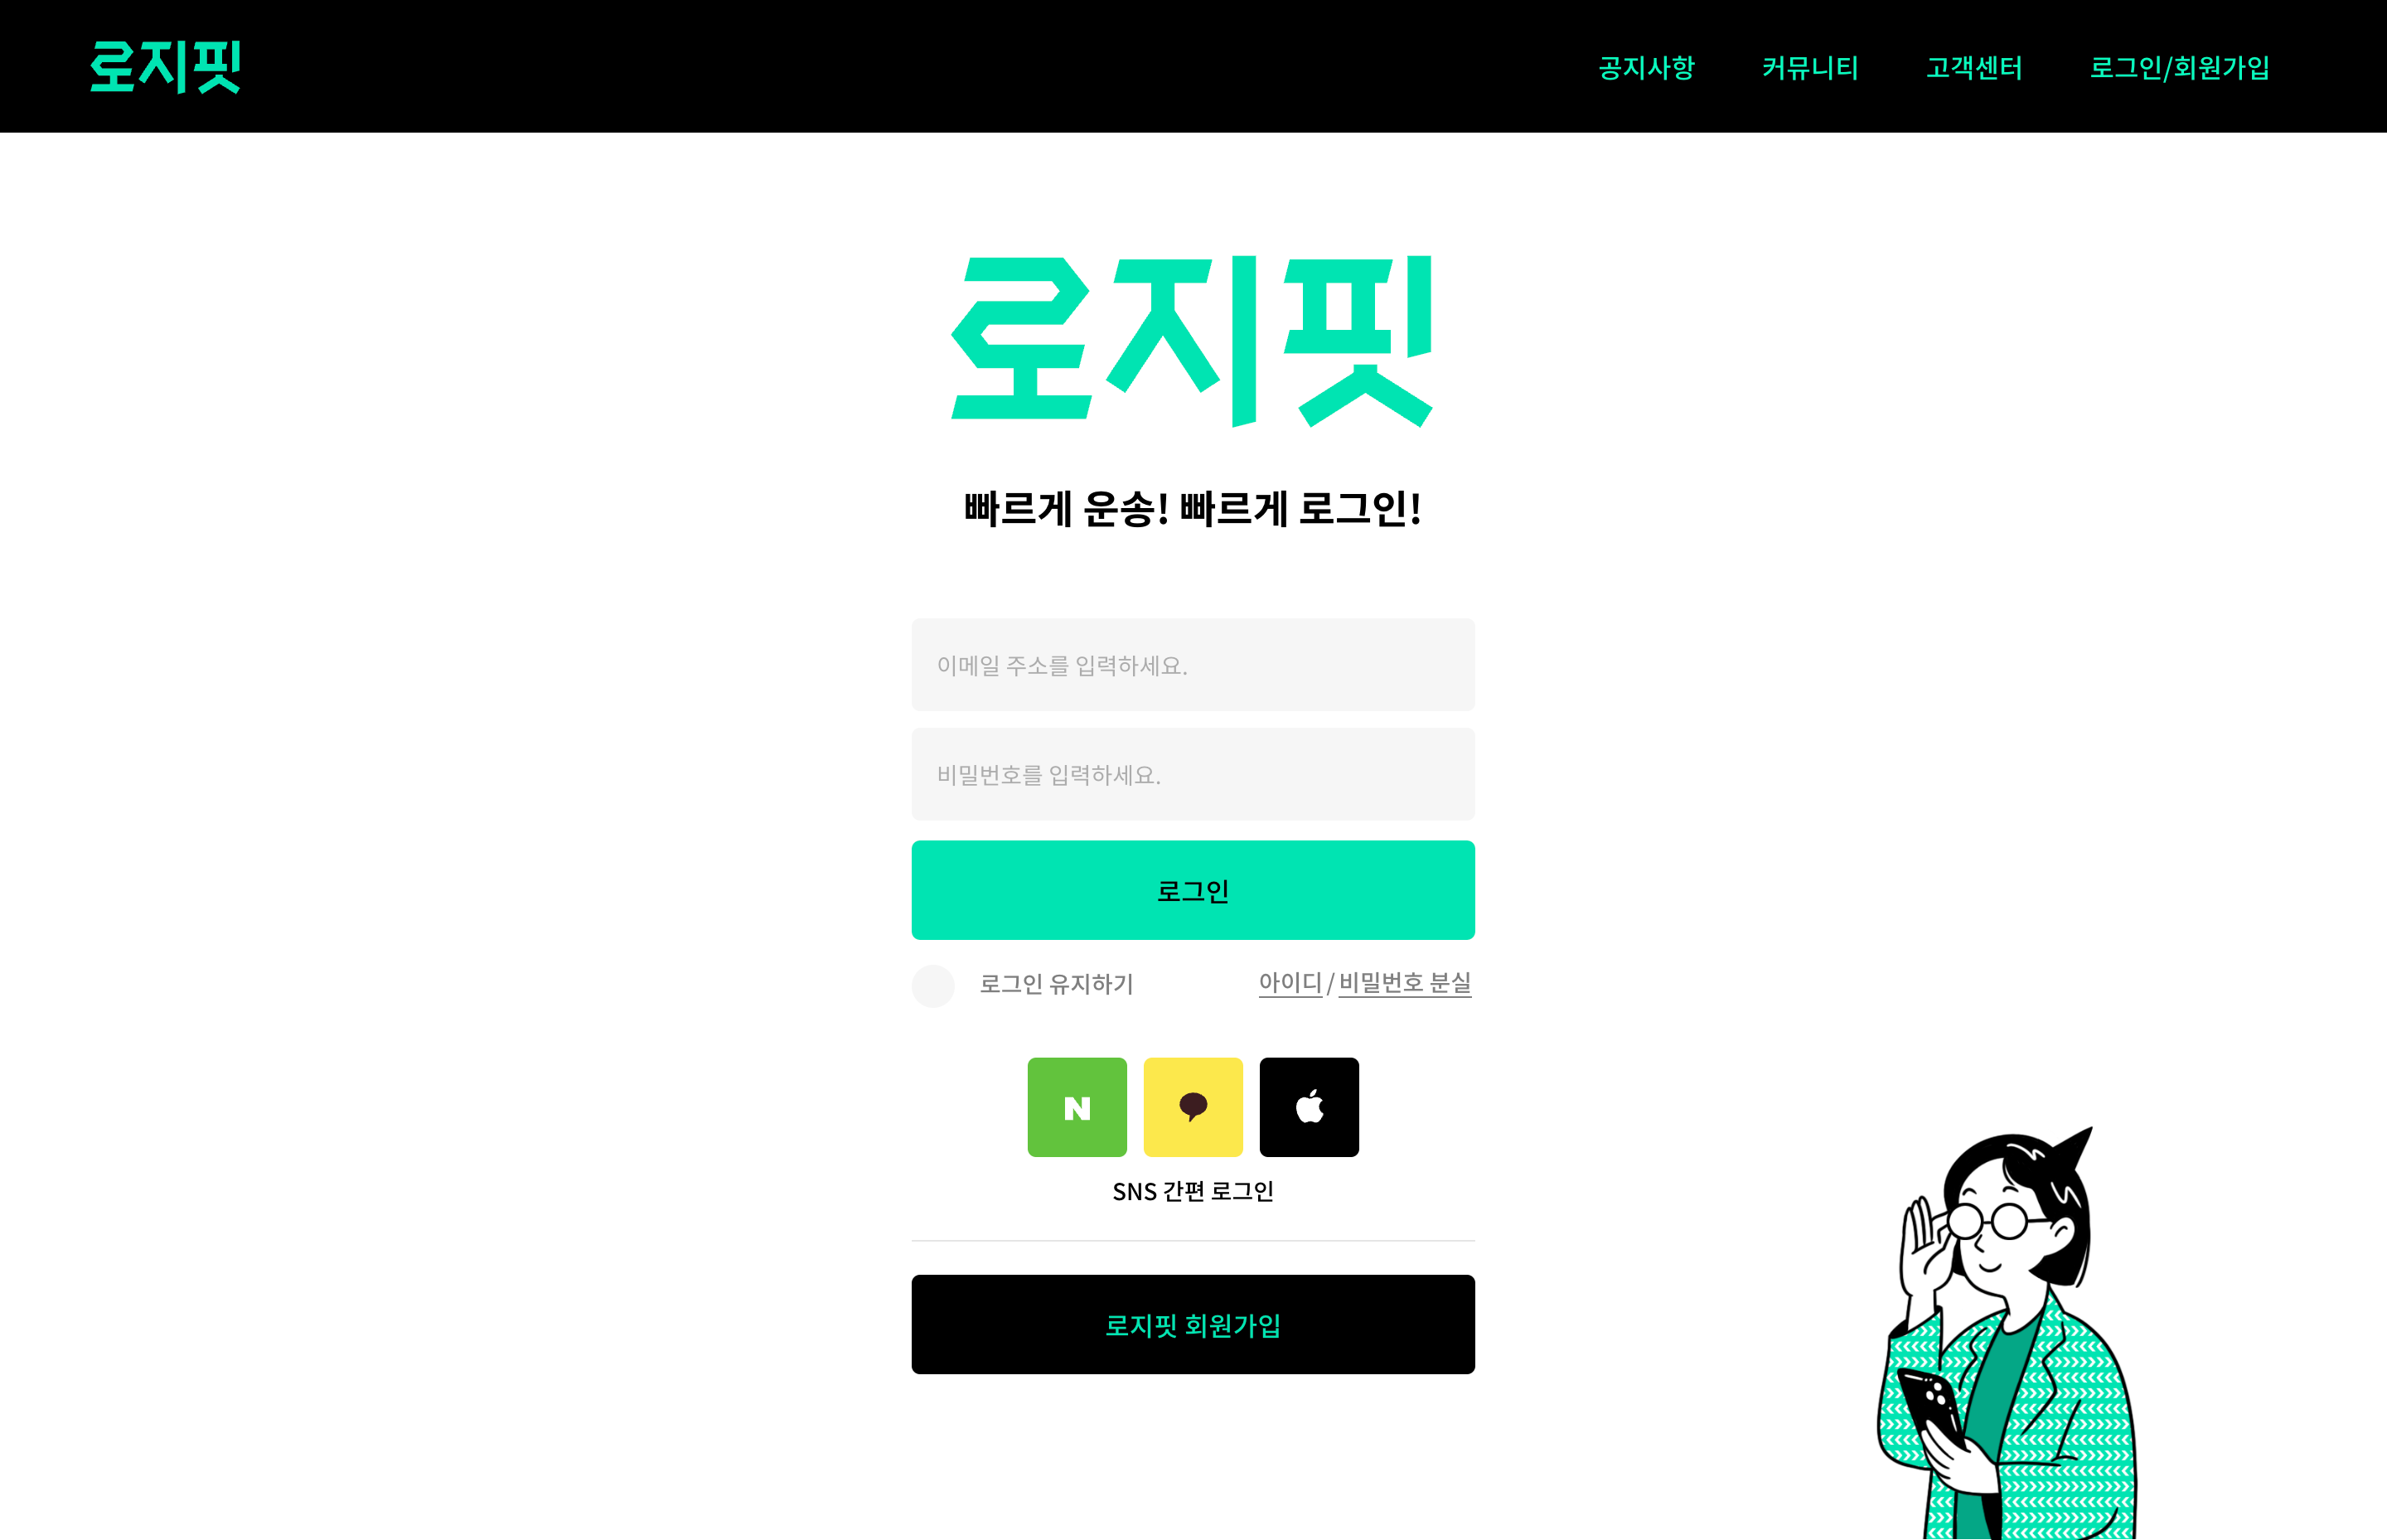 로지핏 공지사항 커뮤니티 고객센터 로그인/회원가입
로지핏
빠르게 운송! 빠르게 로그인!
이메일 주소를 입력하세요.
비밀번호를 입력하세요.
로그인
로그인 유지하기 아이디 / 비밀번호 분실
N
SNS 간편 로그인
로지핏 회원가입